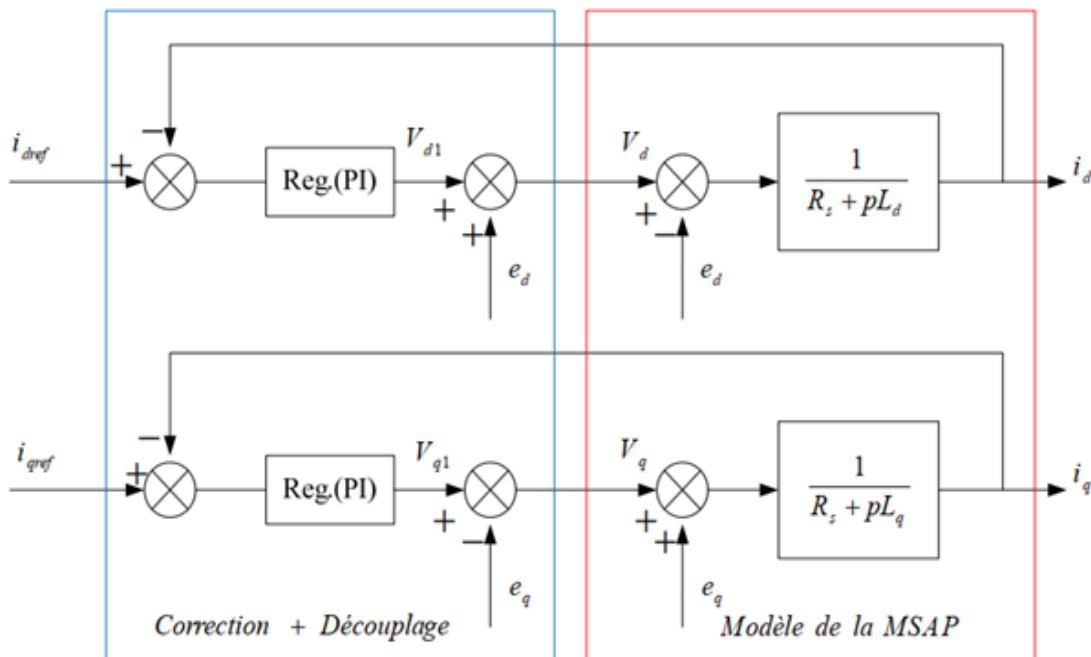 i_dref
+
−
Reg.(PI)
V_d1
+
+
e_d
V_d
+
−
e_d
1
R_s + pL_d
i_d
i_qref
+
−
Reg.(PI)
V_q1
+
−
e_q
V_q
+
+
e_q
1
R_s + pL_q
i_q
Correction + Découplage
Modèle de la MSAP